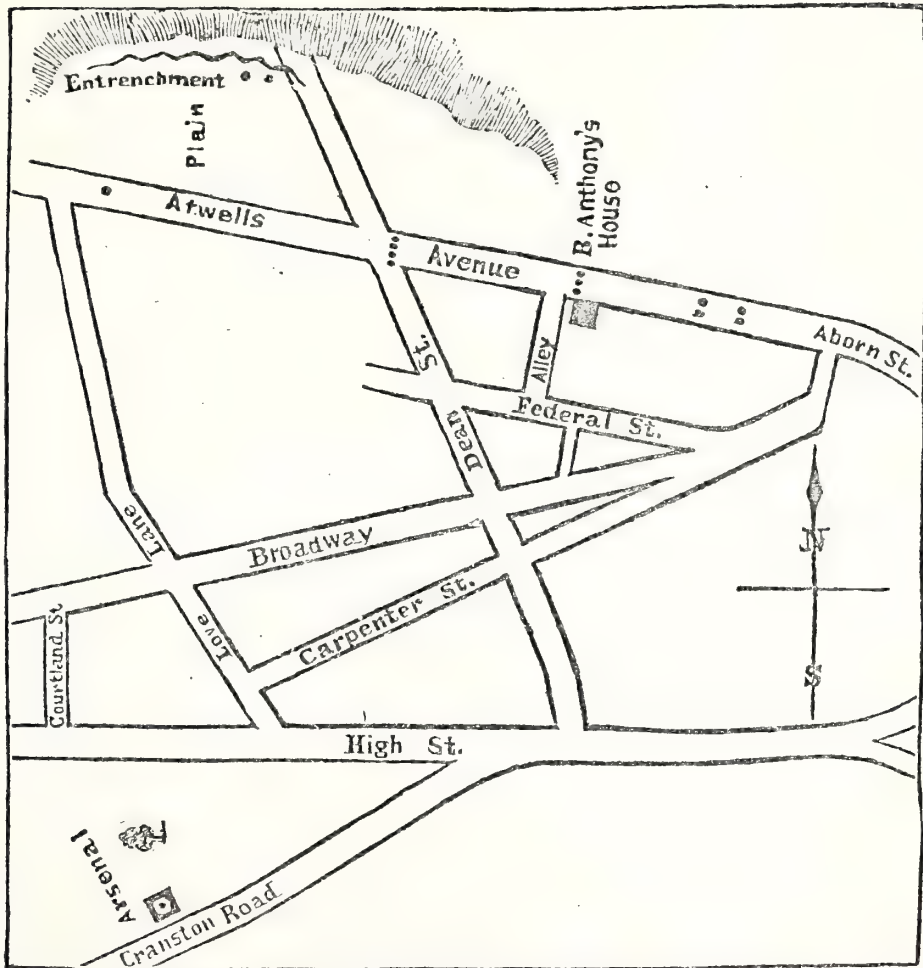 Entrenchment
Plain
B. Anthony's
House
Atwells
Avenue
Aborn St.
St.
Alley
Federal St.
Dean
Lane
Broadway
N
Courtland St
Love
Carpenter St.
S
High St.
Arsenal
Cranston Road